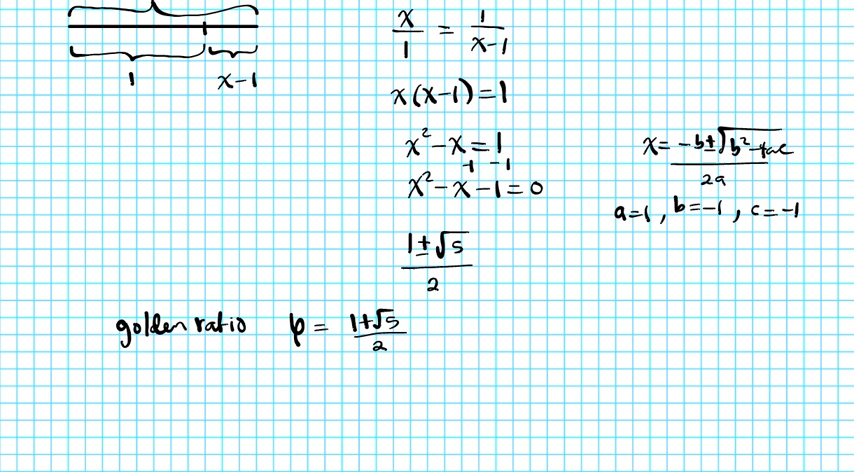 1
x-1
x/1 = 1/(x-1)
x(x-1)=1
x² - x = 1
-1 -1
x² - x - 1 = 0
x = (-b ± √(b² - 4ac))/2a
a=1, b=-1, c=-1
(1 ± √5)/2
golden ratio φ = (1+√5)/2